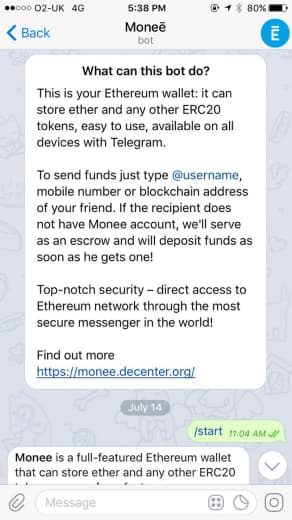 O2-UK 4G 5:38 PM 80%
Back
Moneē
bot
Ē
What can this bot do?
This is your Ethereum wallet: it can
store ether and any other ERC20
tokens, easy to use, available on all
devices with Telegram.
To send funds just type @username,
mobile number or blockchain address
of your friend. If the recipient does
not have Monee account, we'll serve
as an escrow and will deposit funds as
soon as he gets one!
Top-notch security – direct access to
Ethereum network through the most
secure messenger in the world!
Find out more
https://monee.decenter.org/
July 14
/start 11:04 AM
Monee is a full-featured Ethereum wallet
that can store ether and any other ERC20
Message